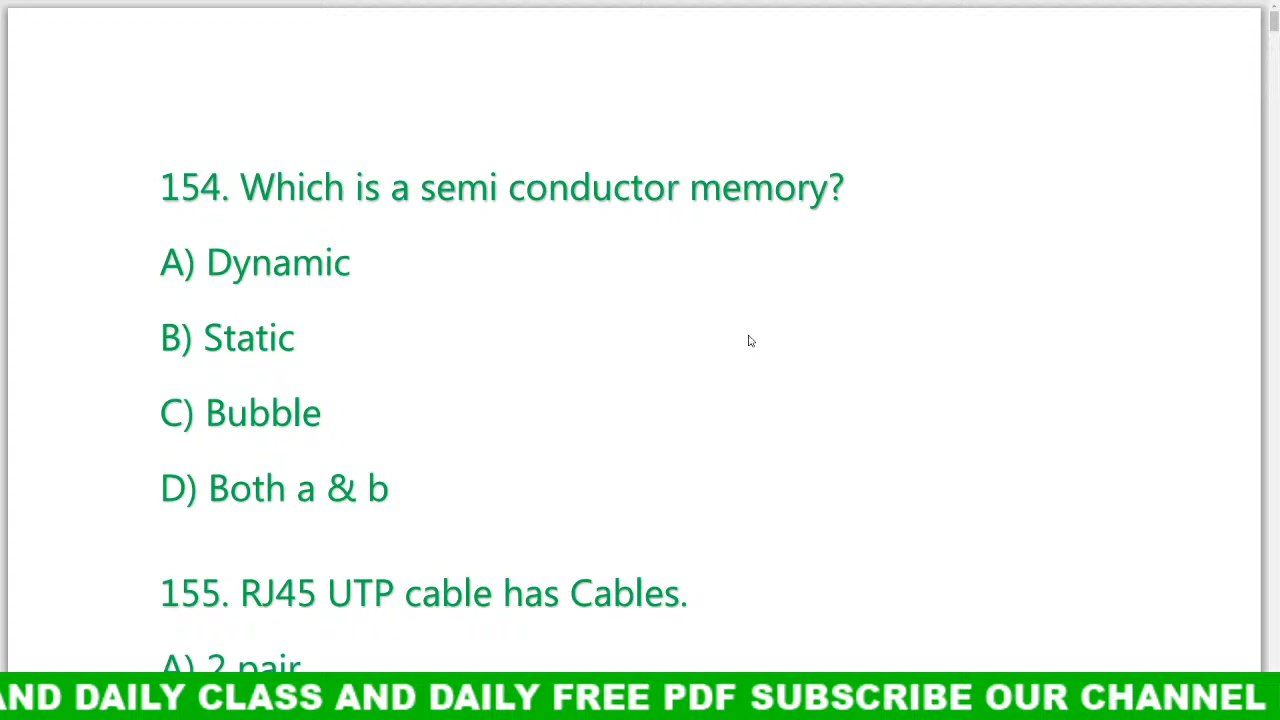 154. Which is a semi conductor memory?
A) Dynamic
B) Static
C) Bubble
D) Both a & b
155. RJ45 UTP cable has Cables.
A) 2 pair
AND DAILY CLASS AND DAILY FREE PDF SUBSCRIBE OUR CHANNEL